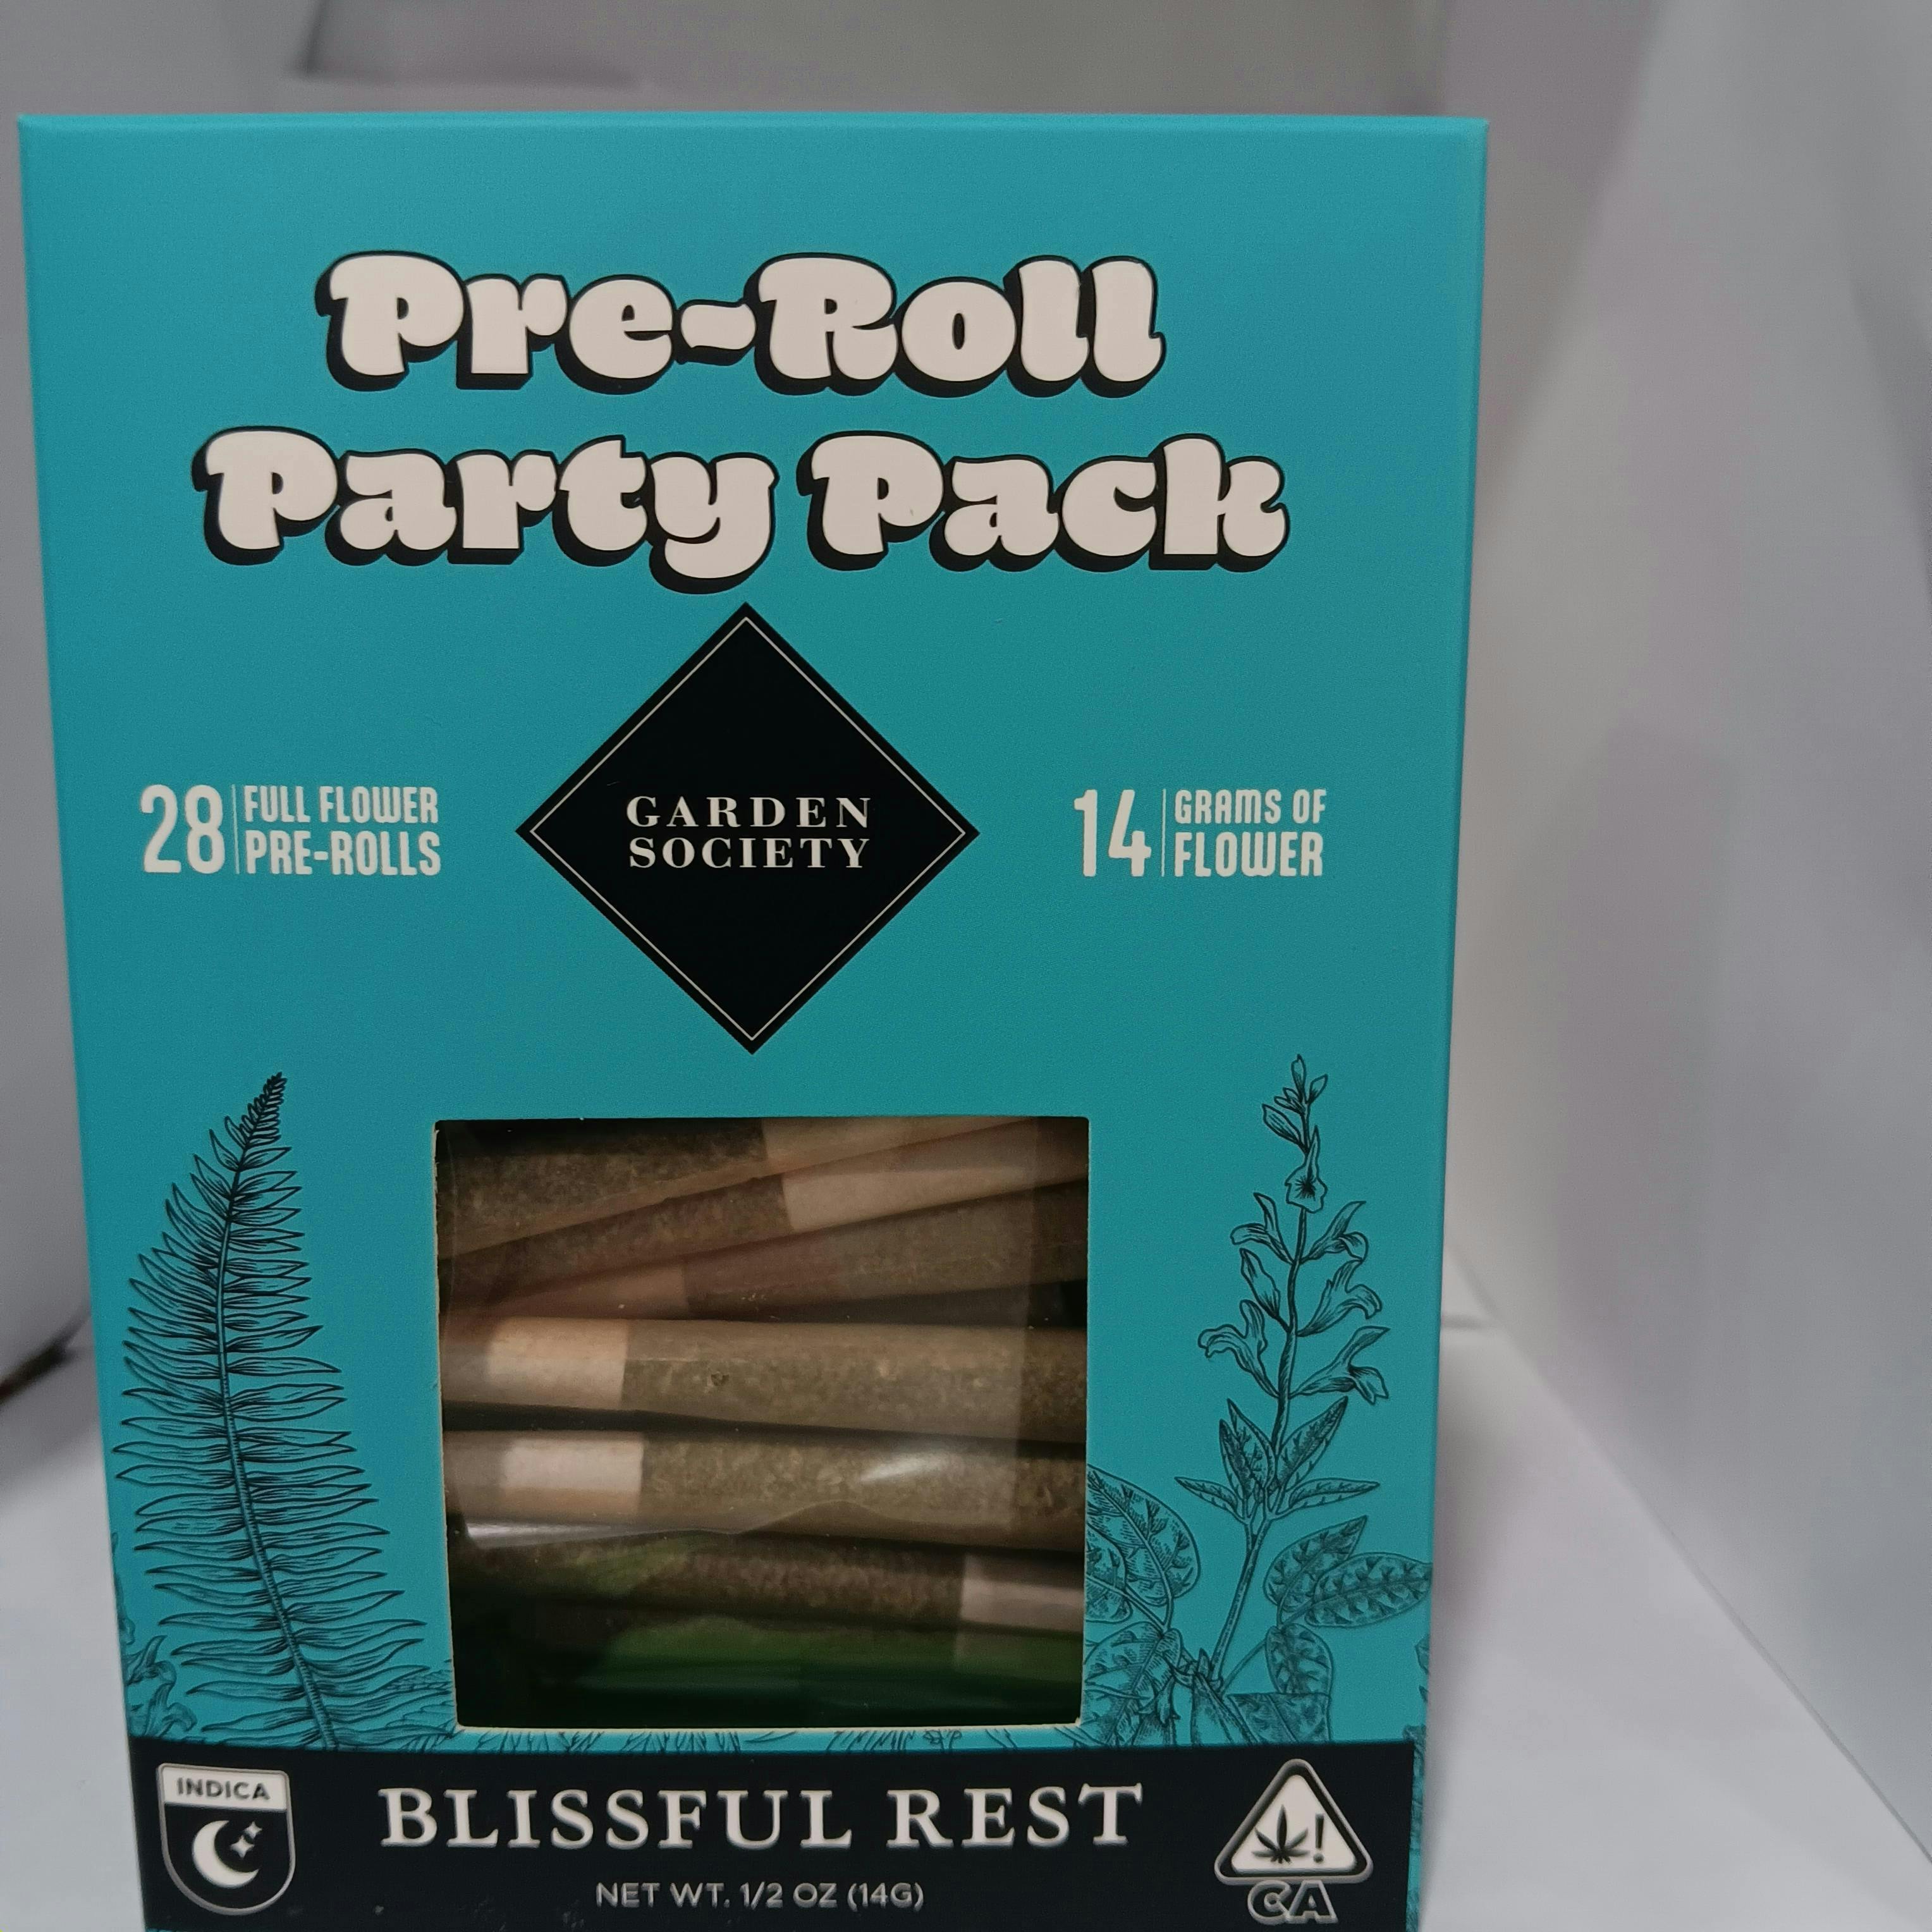 Pre-Roll
Party Pack
28 FULL FLOWER
PRE-ROLLS
GARDEN
SOCIETY
14 GRAMS OF
FLOWER
INDICA
BLISSFUL REST
NET WT. 1/2 OZ (14G)
!
CA